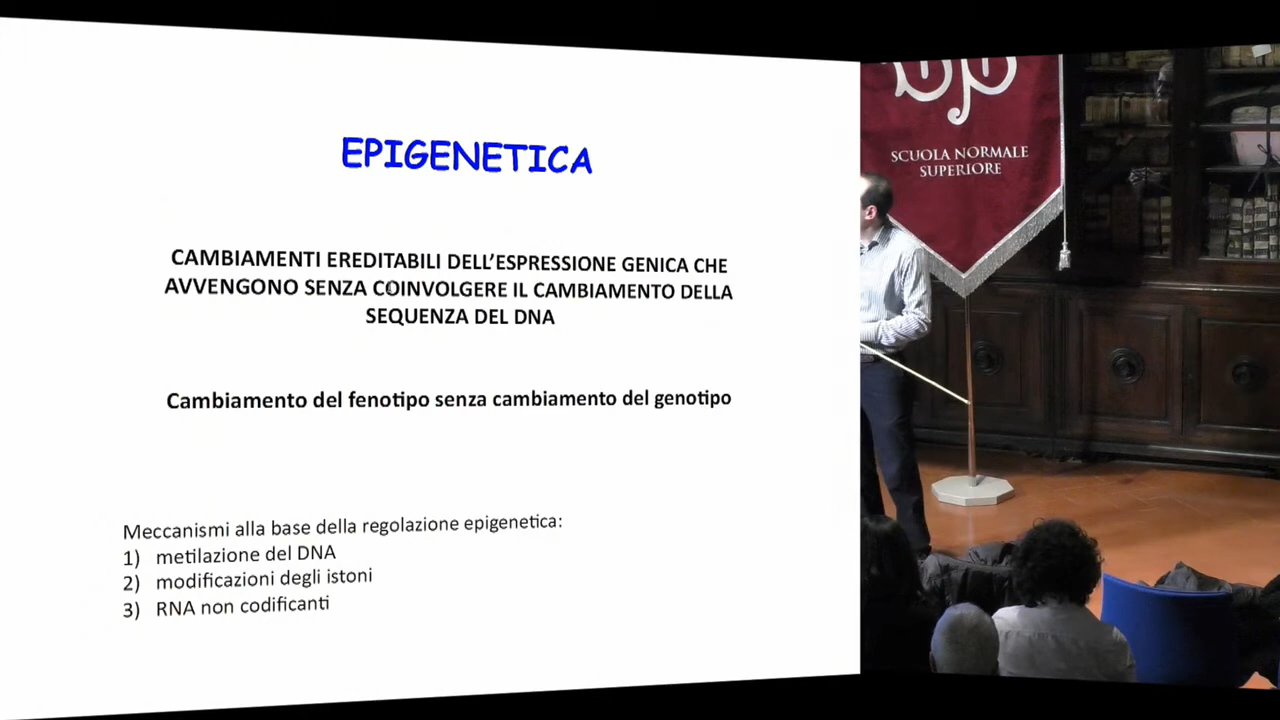 EPIGENETICA
CAMBIAMENTI EREDITABILI DELL'ESPRESSIONE GENICA CHE
AVVENGONO SENZA COINVOLGERE IL CAMBIAMENTO DELLA
SEQUENZA DEL DNA
Cambiamento del fenotipo senza cambiamento del genotipo
Meccanismi alla base della regolazione epigenetica:
1) metilazione del DNA
2) modificazioni degli istoni
3) RNA non codificanti
SCUOLA NORMALE
SUPERIORE